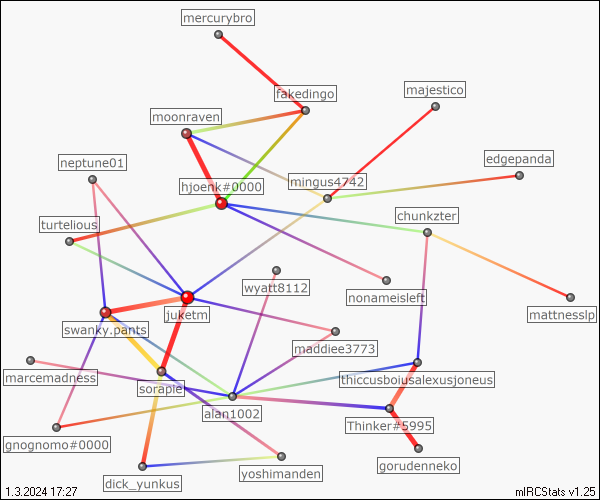 mercurybro
fakedingo
majestico
moonraven
edgepanda
neptune01
hjoenk#0000
mingus4742
chunkzter
turtelious
wyatt8112
nonameisleft
mattnesslp
juketm
swanky.pants
maddiee3773
marcemadness
thiccusboiusalexusjoneus
sorapie
alan1002
Thinker#5995
gnognomo#0000
gorudenneko
yoshimanden
dick_yunkus
1.3.2024 17:27
mIRCStats v1.25